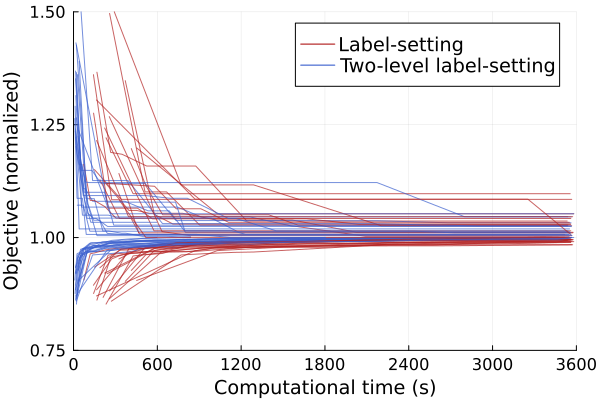 1.50
1.25
1.00
0.75
Objective (normalized)
Label-setting
Two-level label-setting
0 600 1200 1800 2400 3000 3600
Computational time (s)